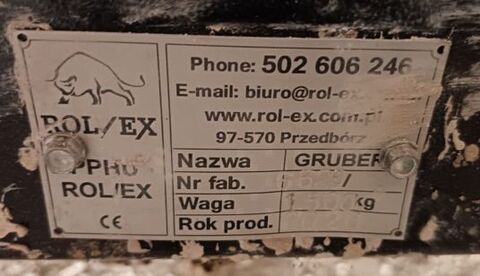 ROL/EX
PPHU
ROL/EX
CE
Phone: 502 606 246
E-mail: biuro@rol-ex.
www.rol-ex.com.pl
97-570 Przedbórz
Nazwa GRUBER
Nr fab.
Waga kg
Rok prod.